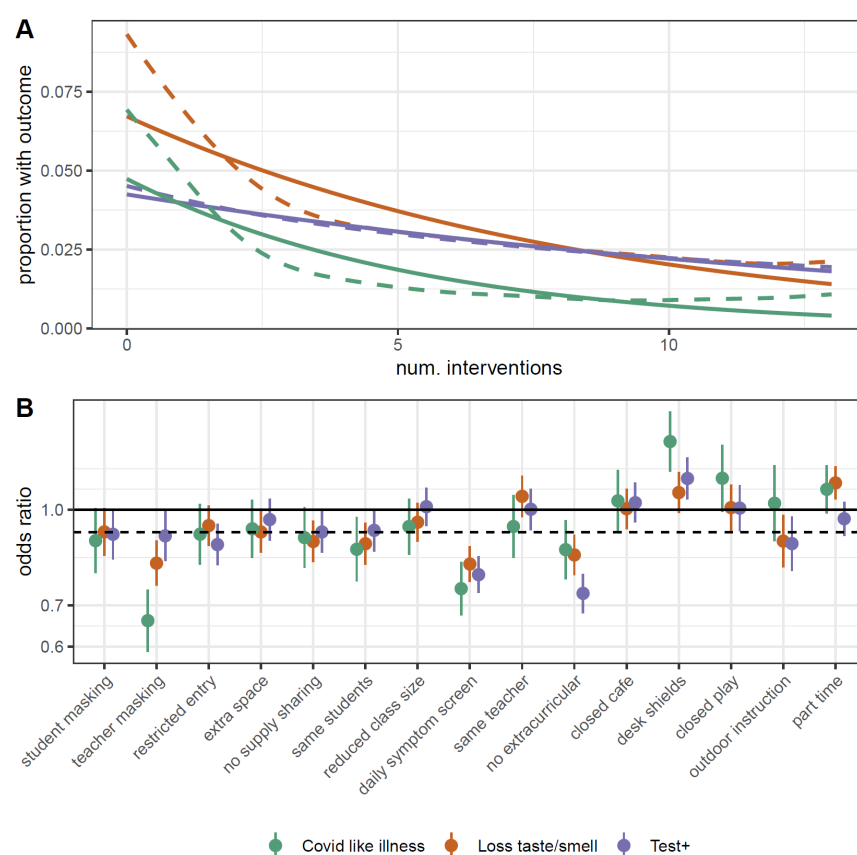 A
proportion with outcome
0.075
0.050
0.025
0.000
0
5
10
num. interventions
B
odds ratio
1.0
0.7
0.6
student masking
teacher masking
restricted entry
extra space
no supply sharing
same students
reduced class size
daily symptom screen
same teacher
no extracurricular
closed cafe
desk shields
closed play
outdoor instruction
part time
Covid like illness Loss taste/smell Test+